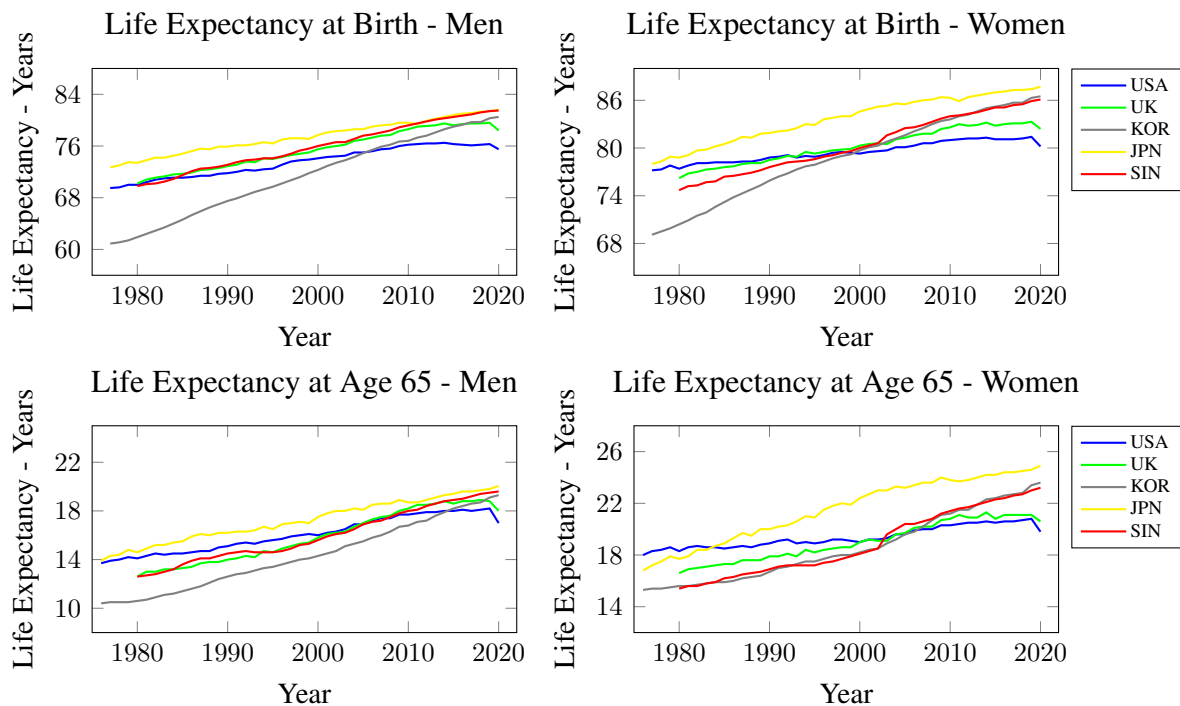 Life Expectancy at Birth - Men
Life Expectancy - Years
84
76
68
60
1980 1990 2000 2010 2020
Year
Life Expectancy at Birth - Women
Life Expectancy - Years
86
80
74
68
1980 1990 2000 2010 2020
Year
USA
UK
KOR
JPN
SIN
Life Expectancy at Age 65 - Men
Life Expectancy - Years
22
18
14
10
1980 1990 2000 2010 2020
Year
Life Expectancy at Age 65 - Women
Life Expectancy - Years
26
22
18
14
1980 1990 2000 2010 2020
Year
USA
UK
KOR
JPN
SIN